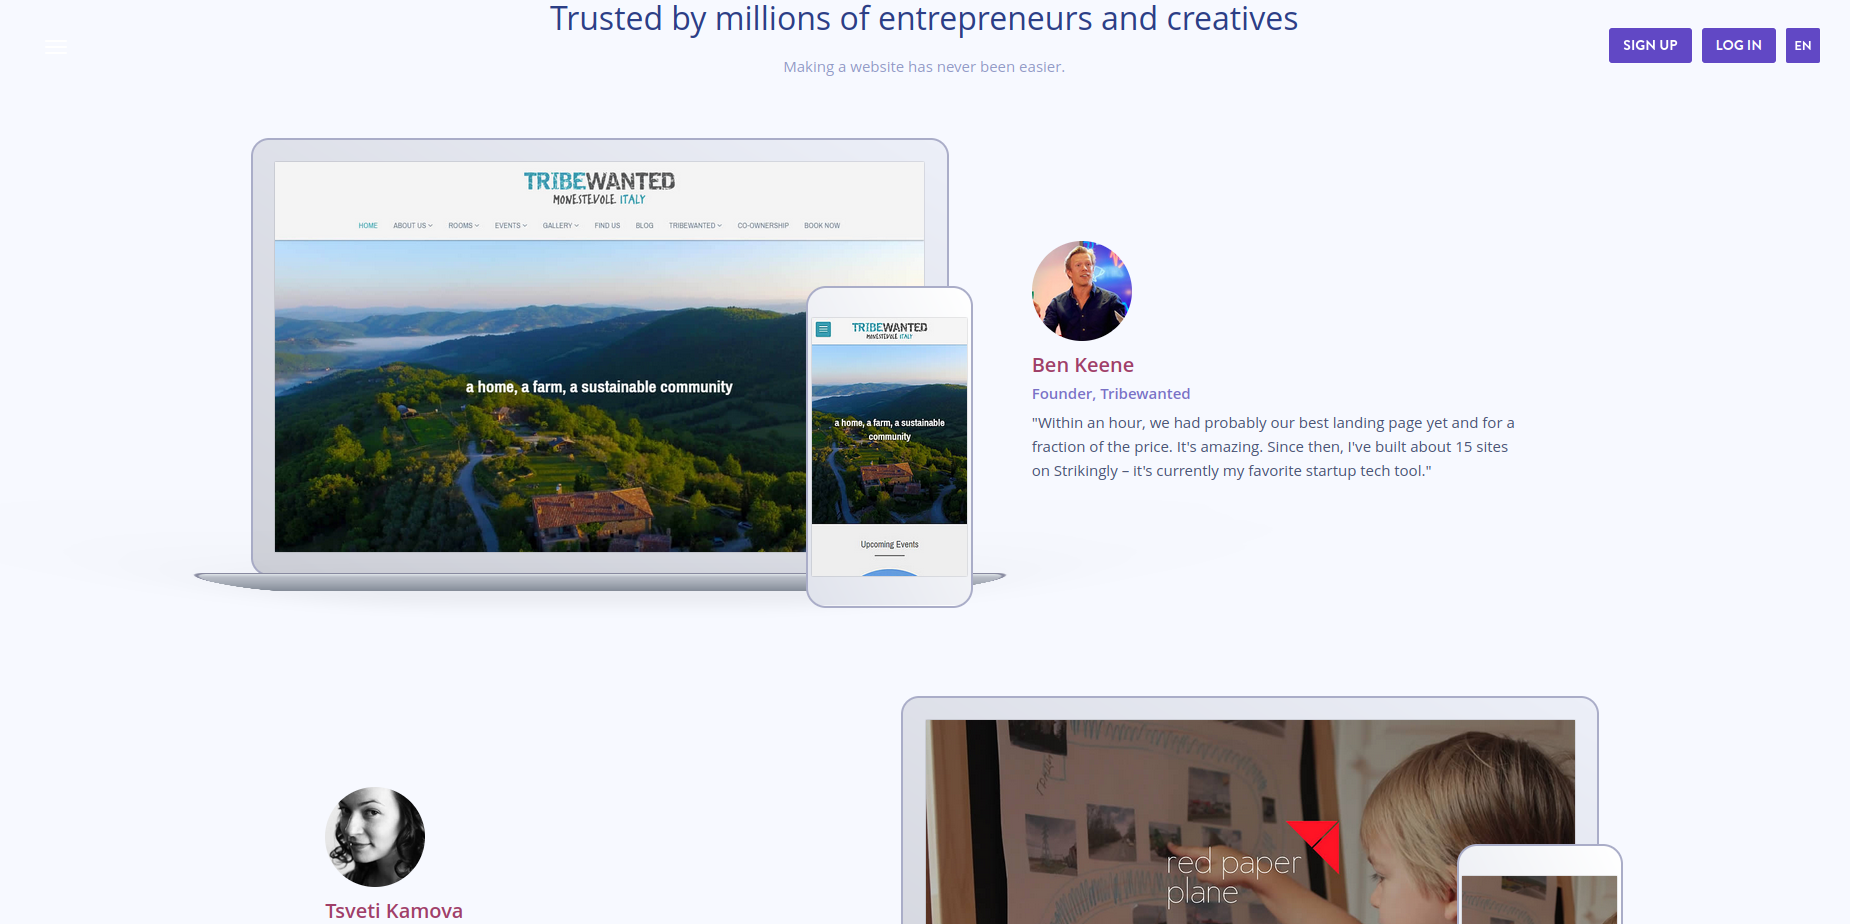 Trusted by millions of entrepreneurs and creatives
SIGN UP
LOG IN
EN
Making a website has never been easier.
TRIBEWANTED
MONESTEVOLE. ITALY
HOME ABOUT US ROOMS EVENTS GALLERY FIND US BLOG TRIBEWANTED CO-OWNERSHIP BOOK NOW
a home, a farm, a sustainable community
TRIBEWANTED
MONESTEVOLE ITALY
a home, a farm, a sustainable
community
Upcoming Events
Ben Keene
Founder, Tribewanted
"Within an hour, we had probably our best landing page yet and for a
fraction of the price. It's amazing. Since then, I've built about 15 sites
on Strikingly – it's currently my favorite startup tech tool."
Tsveti Kamova
red paper
plane